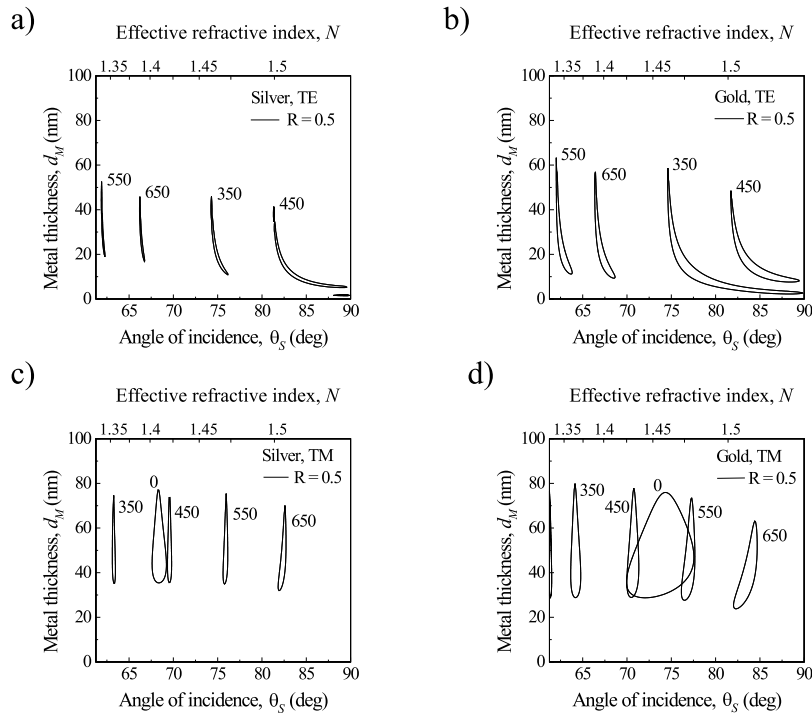 a)
Effective refractive index, N
1.35 1.4 1.45 1.5
100
80
60
40
20
0
Metal thickness, d_M (nm)
Silver, TE
R = 0.5
550
650
350
450
65 70 75 80 85 90
Angle of incidence, θ_S (deg)
b)
Effective refractive index, N
1.35 1.4 1.45 1.5
100
80
60
40
20
0
Metal thickness, d_M (nm)
Gold, TE
R = 0.5
550
650
350
450
65 70 75 80 85 90
Angle of incidence, θ_S (deg)
c)
Effective refractive index, N
1.35 1.4 1.45 1.5
100
80
60
40
20
0
Metal thickness, d_M (nm)
Silver, TM
R = 0.5
0
350
450
550
650
65 70 75 80 85 90
Angle of incidence, θ_S (deg)
d)
Effective refractive index, N
1.35 1.4 1.45 1.5
100
80
60
40
20
0
Metal thickness, d_M (nm)
Gold, TM
R = 0.5
0
350
450
550
650
65 70 75 80 85 90
Angle of incidence, θ_S (deg)